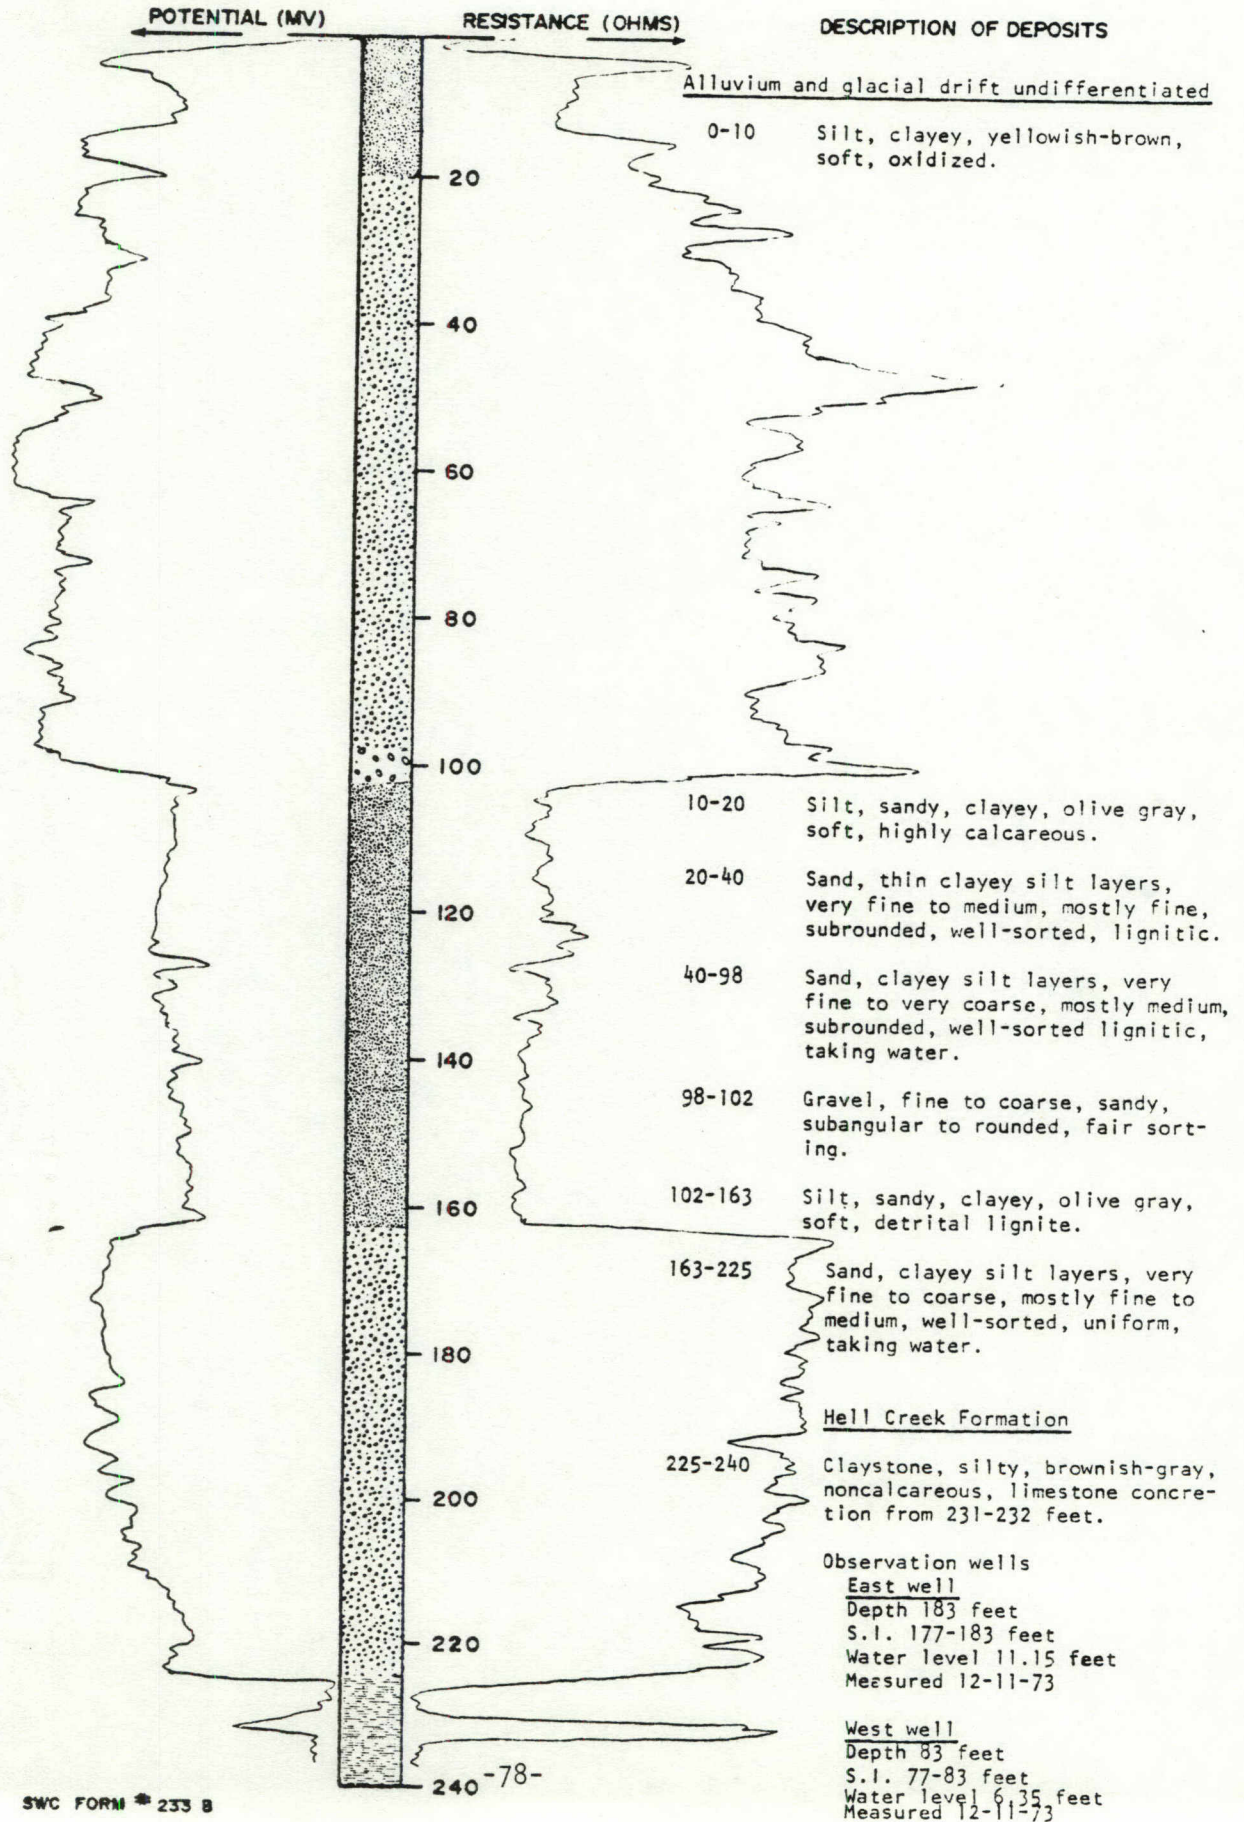 POTENTIAL (MV) RESISTANCE (OHMS) DESCRIPTION OF DEPOSITS
Alluvium and glacial drift undifferentiated
0-10 Silt, clayey, yellowish-brown,
soft, oxidized.
20
40
60
80
100
10-20 Silt, sandy, clayey, olive gray,
soft, highly calcareous.
20-40 Sand, thin clayey silt layers,
very fine to medium, mostly fine,
subrounded, well-sorted, lignitic.
120
40-98 Sand, clayey silt layers, very
fine to very coarse, mostly medium,
subrounded, well-sorted lignitic,
taking water.
140
98-102 Gravel, fine to coarse, sandy,
subangular to rounded, fair sort-
ing.
102-163 Silt, sandy, clayey, olive gray,
soft, detrital lignite.
160
163-225 Sand, clayey silt layers, very
fine to coarse, mostly fine to
medium, well-sorted, uniform,
taking water.
180
Hell Creek Formation
225-240 Claystone, silty, brownish-gray,
noncalcareous, limestone concre-
tion from 231-232 feet.
200
Observation wells
East well
Depth 183 feet
S.I. 177-183 feet
Water level 11.15 feet
Measured 12-11-73
220
West well
Depth 83 feet
S.I. 77-83 feet
Water level 6.35 feet
Measured 12-11-73
240
-78-
SWC FORM # 233 B